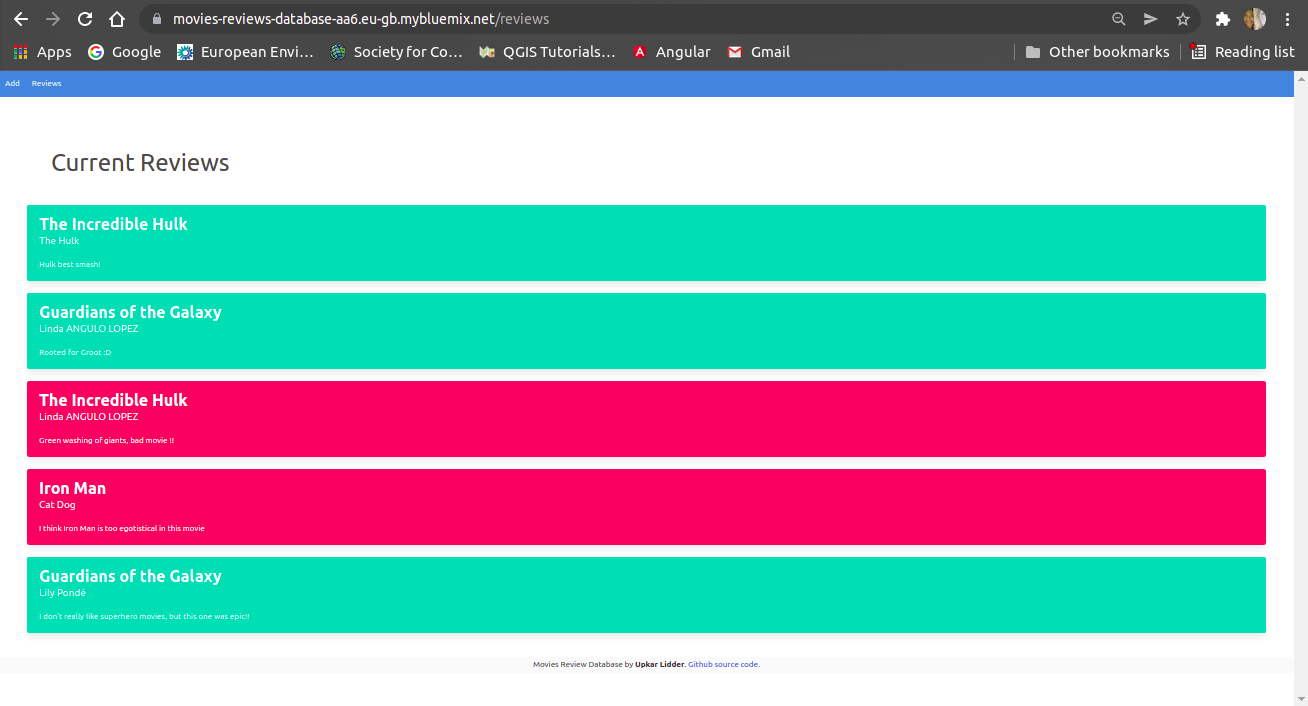 movies-reviews-database-aa6.eu-gb.mybluemix.net/reviews
Apps Google European Envi... Society for Co... QGIS Tutorials... Angular Gmail Other bookmarks Reading list
Add Reviews
Current Reviews
The Incredible Hulk
The Hulk
Hulk best smash!
Guardians of the Galaxy
Linda ANGULO LOPEZ
Rooted for Groot :D
The Incredible Hulk
Linda ANGULO LOPEZ
Green washing of giants, bad movie !!
Iron Man
Cat Dog
I think Iron Man is too egotistical in this movie
Guardians of the Galaxy
Lily Pondé
I don't really like superhero movies, but this one was epic!!
Movies Review Database by Upkar Lidder. Github source code.